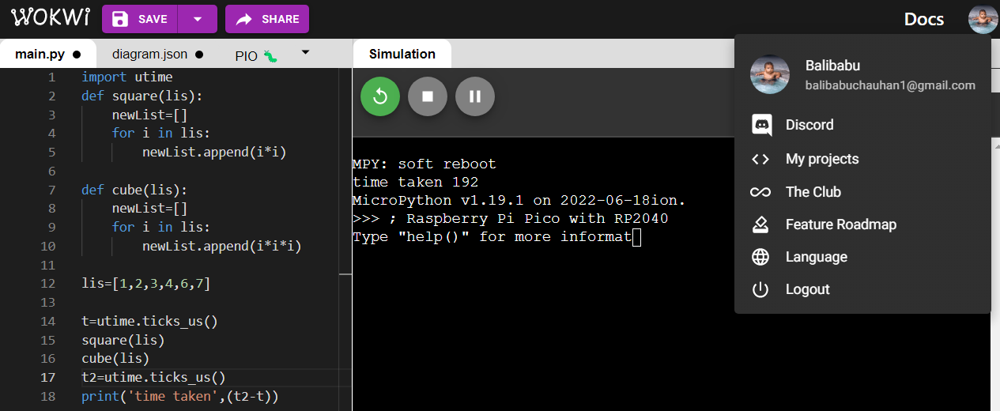 WOKWi SAVE SHARE Docs
main.py diagram.json PIO Simulation
1 import utime
2 def square(lis):
3 newList=[]
4 for i in lis:
5 newList.append(i*i)
6
7 def cube(lis):
8 newList=[]
9 for i in lis:
10 newList.append(i*i*i)
11
12 lis=[1,2,3,4,6,7]
13
14 t=utime.ticks_us()
15 square(lis)
16 cube(lis)
17 t2=utime.ticks_us()
18 print('time taken',(t2-t))
MPY: soft reboot
time taken 192
MicroPython v1.19.1 on 2022-06-18ion.
>>> ; Raspberry Pi Pico with RP2040
Type "help()" for more informat
Balibabu
balibabuchauhan1@gmail.com
Discord
My projects
The Club
Feature Roadmap
Language
Logout